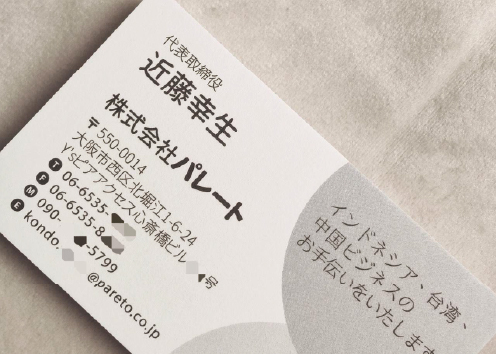 代表取締役
近藤幸生
株式会社パレート
〒550-0014
大阪市西区北堀江1-6-24
Y'sピアアクセス心斎橋ビル 号
T 06-6535-
F 06-6535-8
M 090- -5799
E kondo_ @pareto.co.jp
インドネシア、台湾、
中国ビジネスの
お手伝いをいたします